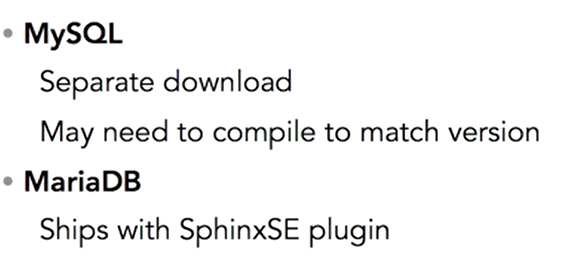 • MySQL
Separate download
May need to compile to match version
• MariaDB
Ships with SphinxSE plugin